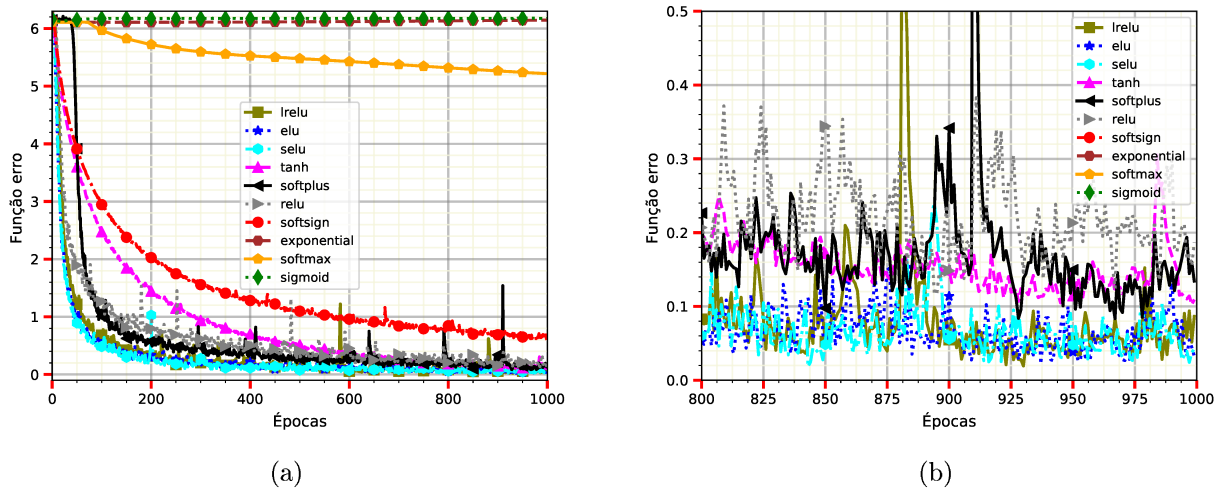 6
5
4
3
2
1
0
Função erro
lrelu
elu
selu
tanh
softplus
relu
softsign
exponential
softmax
sigmoid
0 200 400 600 800 1000
Épocas
(a)
0.5
0.4
0.3
0.2
0.1
0.0
Função erro
lrelu
elu
selu
tanh
softplus
relu
softsign
exponential
softmax
sigmoid
800 825 850 875 900 925 950 975 1000
Épocas
(b)